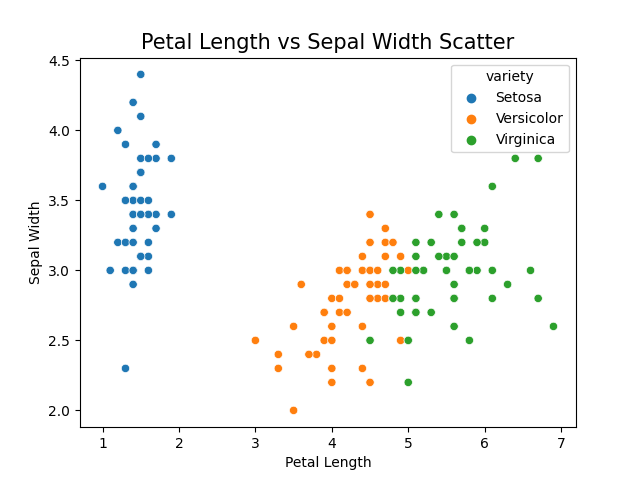 Petal Length vs Sepal Width Scatter
variety
Setosa
Versicolor
Virginica
4.5
4.0
3.5
3.0
2.5
2.0
Sepal Width
1 2 3 4 5 6 7
Petal Length